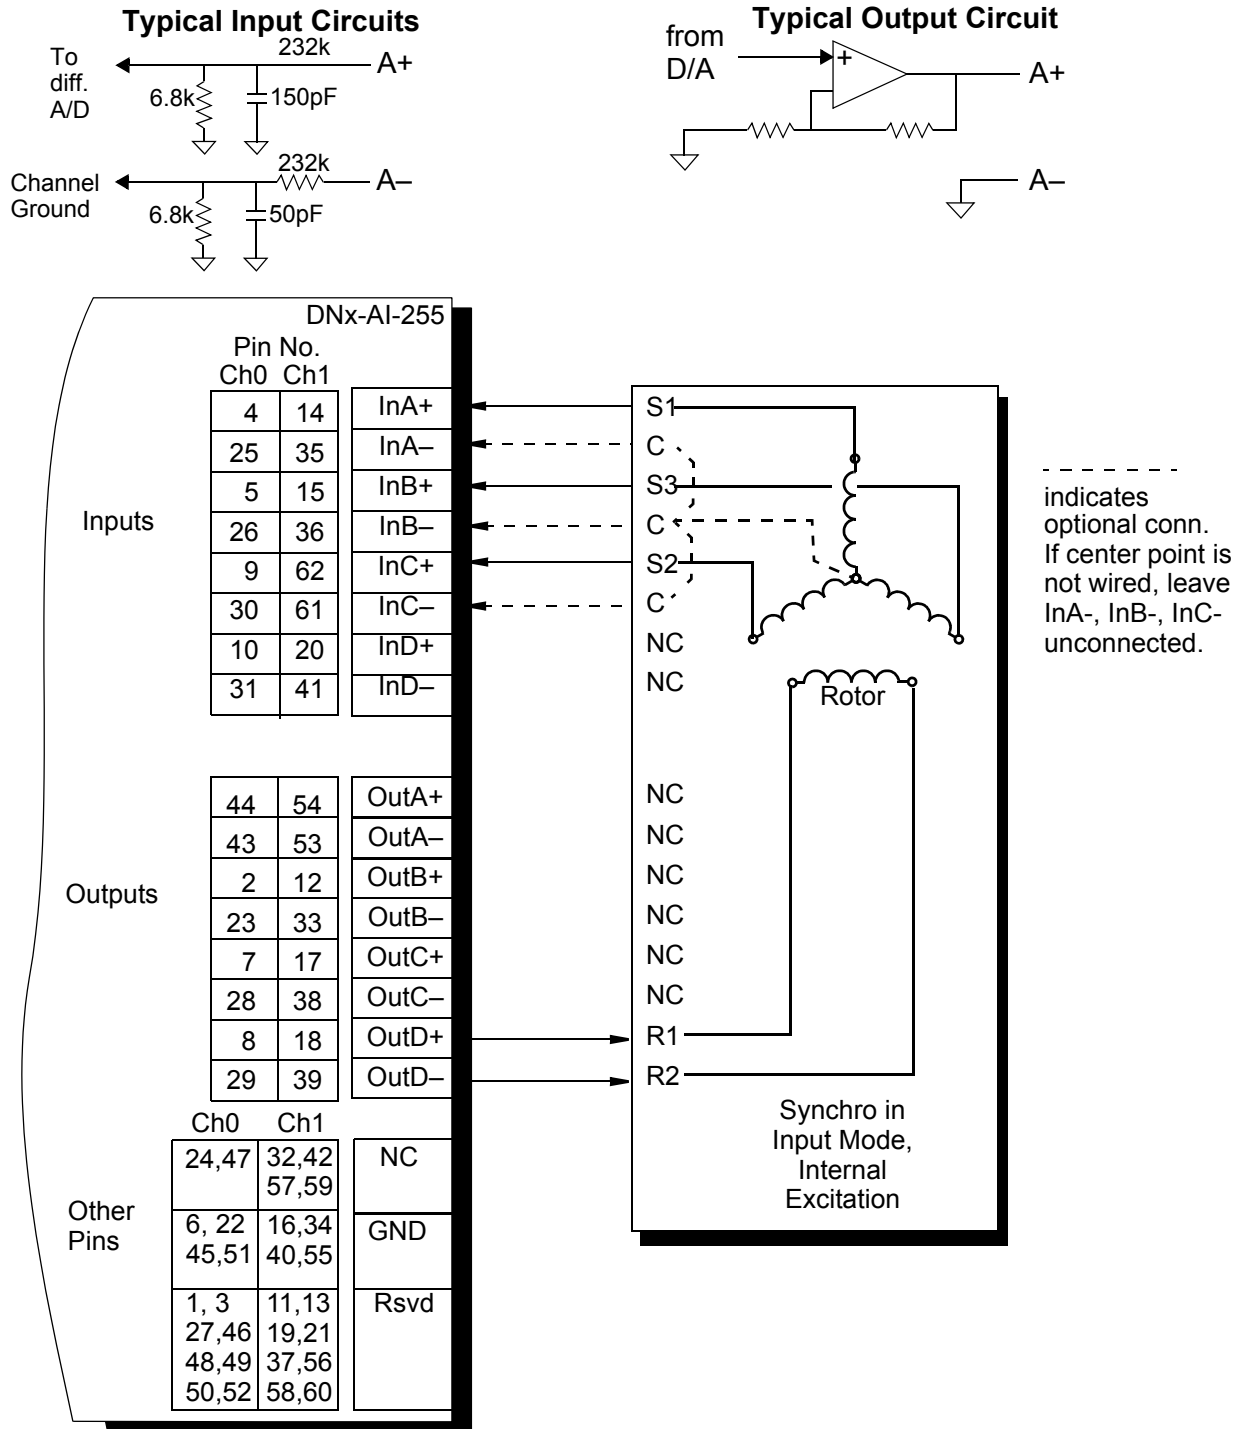 Typical Input Circuits
To
diff.
A/D
232k
A+
6.8k
150pF
Channel
Ground
232k
A–
6.8k
50pF
Typical Output Circuit
from
D/A
+
A+
A–
DNx-AI-255
Pin No.
Ch0 Ch1
Inputs
4 14 InA+
25 35 InA–
5 15 InB+
26 36 InB–
9 62 InC+
30 61 InC–
10 20 InD+
31 41 InD–
Outputs
44 54 OutA+
43 53 OutA–
2 12 OutB+
23 33 OutB–
7 17 OutC+
28 38 OutC–
8 18 OutD+
29 39 OutD–
Ch0 Ch1
Other
Pins
24,47 32,42 NC
57,59
6, 22 16,34 GND
45,51 40,55
1, 3 11,13 Rsvd
27,46 19,21
48,49 37,56
50,52 58,60
S1
C
S3
C
S2
C
NC
NC
Rotor
NC
NC
NC
NC
NC
NC
R1
R2
Synchro in
Input Mode,
Internal
Excitation
indicates
optional conn.
If center point is
not wired, leave
InA-, InB-, InC-
unconnected.